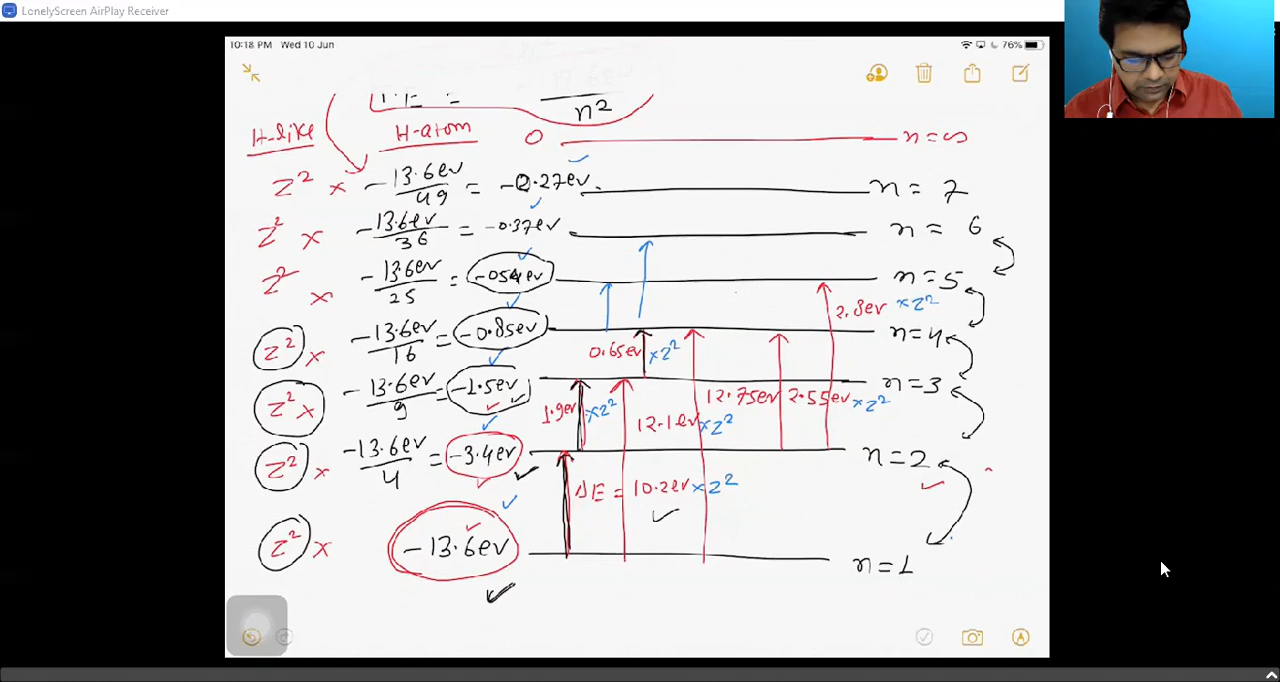 LonelyScreen AirPlay Receiver
10:18 PM Wed 10 Jun
76%
n²
H-like H-atom 0 n=∞
Z² × -13.6ev/49 = -0.27ev n = 7
Z² × -13.6ev/36 = -0.37ev n = 6
Z² × -13.6ev/25 = -0.54ev n=5
2.8ev ×Z²
Z² × -13.6ev/16 = -0.85ev n=4
0.65ev ×Z²
Z² × -13.6ev/9 = -1.5ev n=3
1.9ev ×Z² 12.1ev ×Z² 12.75ev 2.55ev ×Z²
Z² × -13.6ev/4 = -3.4ev n=2
ΔE = 10.2ev ×Z²
Z² × -13.6ev n=1